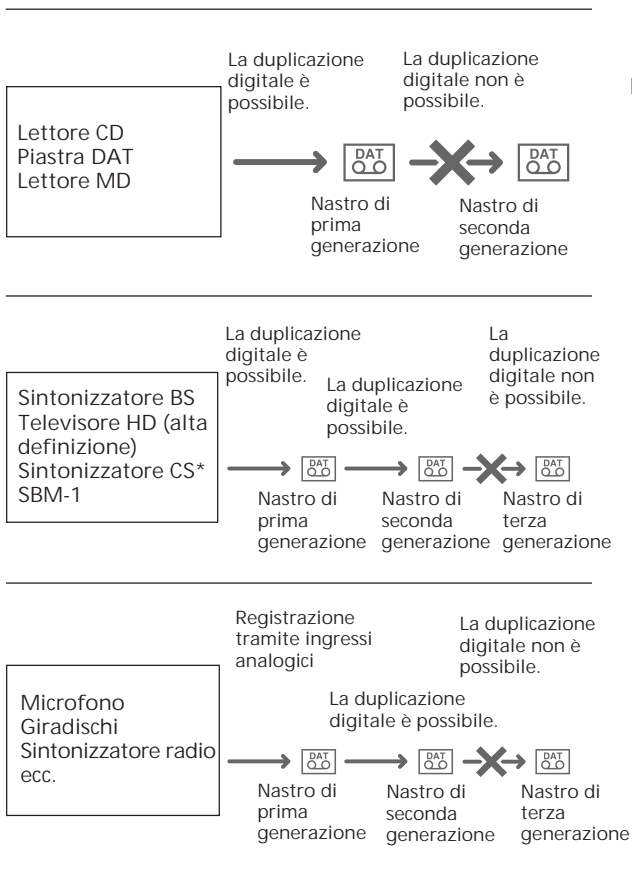 La duplicazione
digitale è
possibile.
La duplicazione
digitale non è
possibile.
Lettore CD
Piastra DAT
Lettore MD
DAT
DAT
Nastro di
prima
generazione
Nastro di
seconda
generazione
La duplicazione
digitale è
possibile.
La duplicazione
digitale è
possibile.
La
duplicazione
digitale non
è possibile.
Sintonizzatore BS
Televisore HD (alta
definizione)
Sintonizzatore CS*
SBM-1
DAT
DAT
DAT
Nastro di
prima
generazione
Nastro di
seconda
generazione
Nastro di
terza
generazione
Registrazione
tramite ingressi
analogici
La duplicazione
digitale è possibile.
La duplicazione
digitale non è
possibile.
Microfono
Giradischi
Sintonizzatore radio
ecc.
DAT
DAT
DAT
Nastro di
prima
generazione
Nastro di
seconda
generazione
Nastro di
terza
generazione